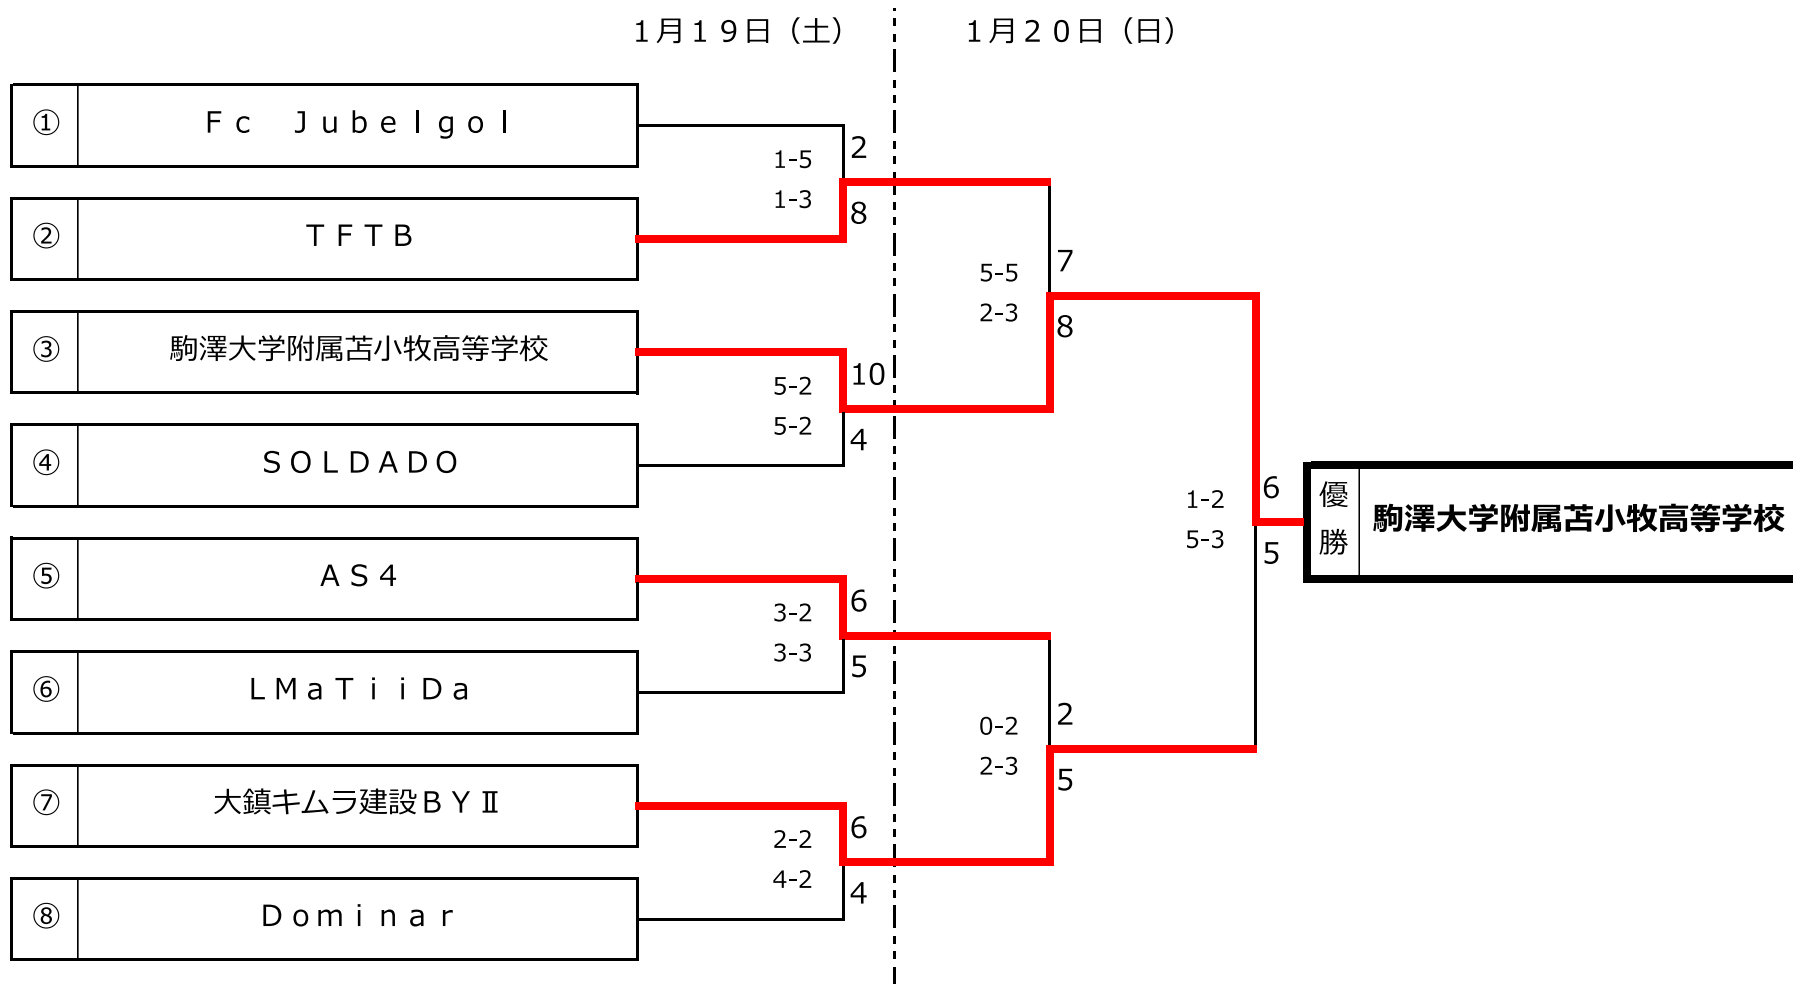 １月１９日（土） １月２０日（日）
① Ｆｃ　Ｊｕｂｅｌｇｏｌ
2
1-5
1-3
8
② ＴＦＴＢ
7
5-5
2-3
8
③ 駒澤大学附属苫小牧高等学校
10
5-2
5-2
4
④ ＳＯＬＤＡＤＯ
6
1-2
5-3
5
優勝 駒澤大学附属苫小牧高等学校
⑤ ＡＳ４
6
3-2
3-3
5
⑥ ＬＭａＴｉｉＤａ
2
0-2
2-3
5
⑦ 大鎮キムラ建設ＢＹⅡ
6
2-2
4-2
4
⑧ Ｄｏｍｉｎａｒ